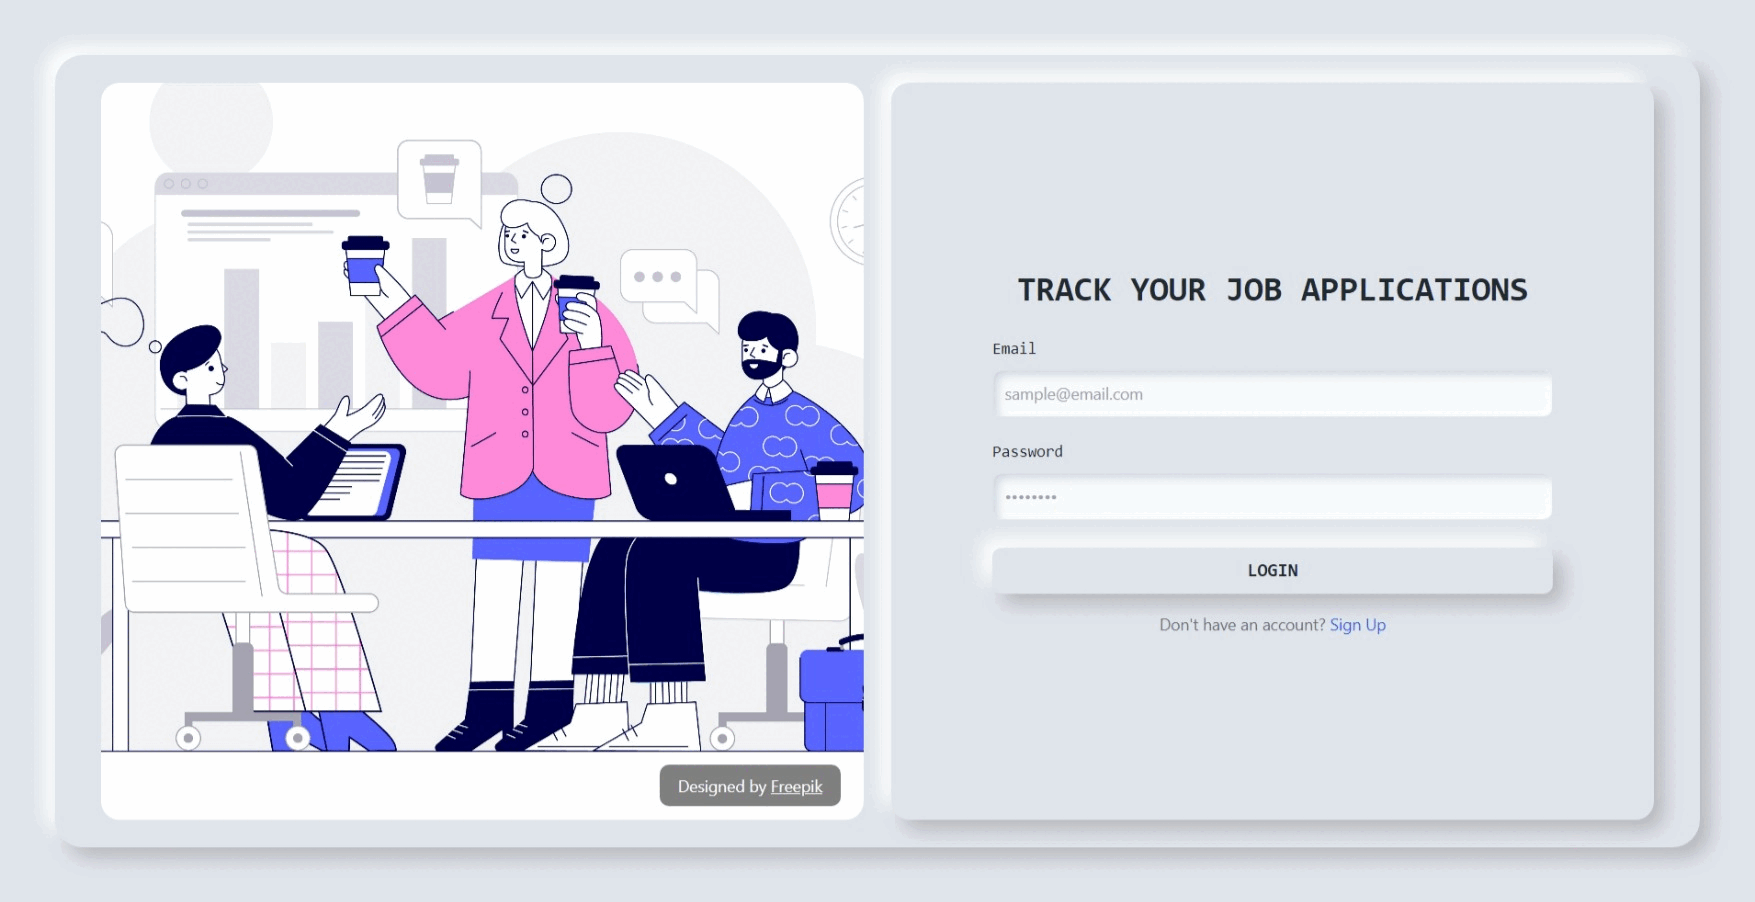 TRACK YOUR JOB APPLICATIONS
Email
sample@email.com
Password
••••••••
LOGIN
Don't have an account? Sign Up
Designed by Freepik